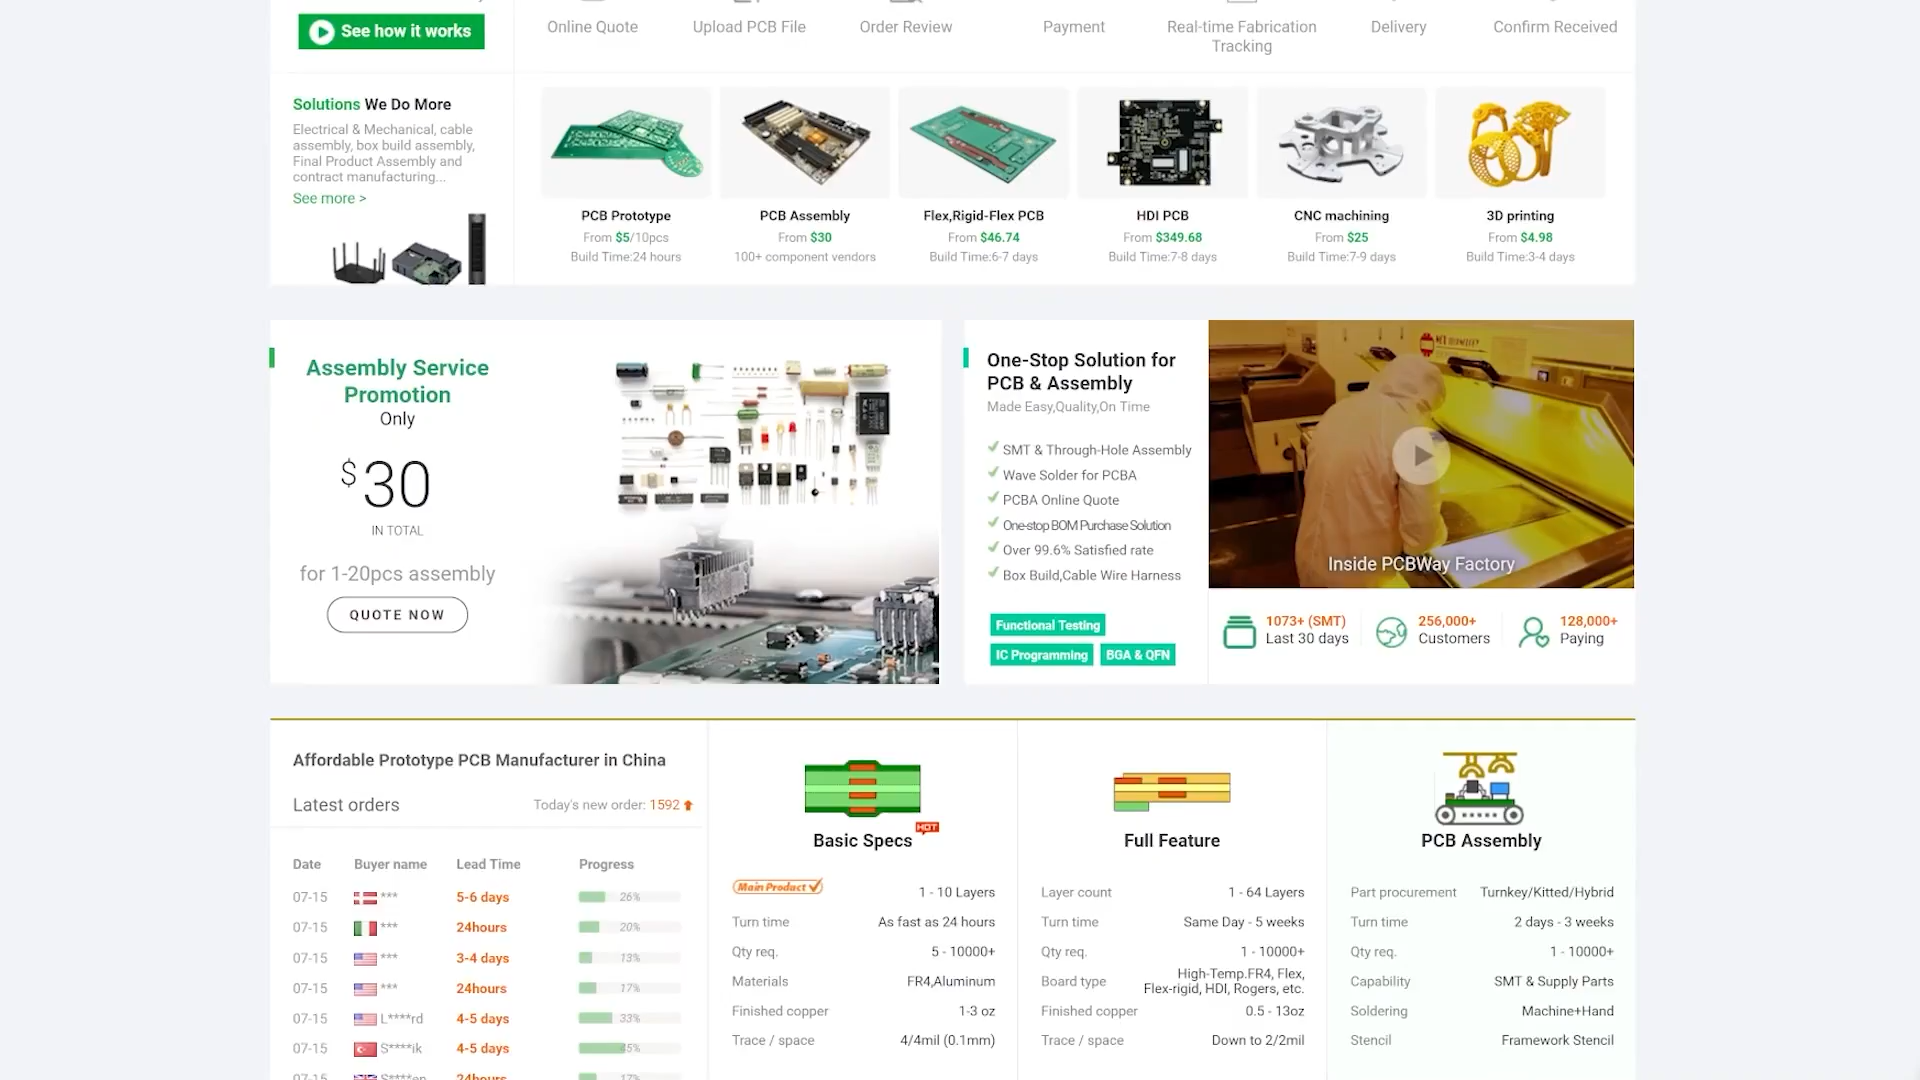 See how it works
Online Quote
Upload PCB File
Order Review
Payment
Real-time Fabrication
Tracking
Delivery
Confirm Received
Solutions We Do More
Electrical & Mechanical, cable
assembly, box build assembly,
Final Product Assembly and
contract manufacturing...
See more >
PCB Prototype
From $5/10pcs
Build Time:24 hours
PCB Assembly
From $30
100+ component vendors
Flex,Rigid-Flex PCB
From $46.74
Build Time:6-7 days
HDI PCB
From $349.68
Build Time:7-8 days
CNC machining
From $25
Build Time:7-9 days
3D printing
From $4.98
Build Time:3-4 days
Assembly Service
Promotion
Only
$30
IN TOTAL
for 1-20pcs assembly
QUOTE NOW
One-Stop Solution for
PCB & Assembly
Made Easy,Quality,On Time
SMT & Through-Hole Assembly
Wave Solder for PCBA
PCBA Online Quote
One-stop BOM Purchase Solution
Over 99.6% Satisfied rate
Box Build,Cable Wire Harness
Functional Testing
IC Programming
BGA & QFN
Inside PCBWay Factory
1073+ (SMT)
Last 30 days
256,000+
Customers
128,000+
Paying
Affordable Prototype PCB Manufacturer in China
Latest orders
Today's new order: 1592
Date Buyer name Lead Time Progress
07-15 *** 5-6 days 26%
07-15 *** 24hours 20%
07-15 *** 3-4 days 13%
07-15 *** 24hours 17%
07-15 L****rd 4-5 days 33%
07-15 S****ik 4-5 days 45%
07-15 S****en 24hours 17%
HOT
Basic Specs
Main Product 1 - 10 Layers
Turn time As fast as 24 hours
Qty req. 5 - 10000+
Materials FR4,Aluminum
Finished copper 1-3 oz
Trace / space 4/4mil (0.1mm)
Full Feature
Layer count 1 - 64 Layers
Turn time Same Day - 5 weeks
Qty req. 1 - 10000+
Board type High-Temp.FR4, Flex,
Flex-rigid, HDI, Rogers, etc.
Finished copper 0.5 - 13oz
Trace / space Down to 2/2mil
PCB Assembly
Part procurement Turnkey/Kitted/Hybrid
Turn time 2 days - 3 weeks
Qty req. 1 - 10000+
Capability SMT & Supply Parts
Soldering Machine+Hand
Stencil Framework Stencil